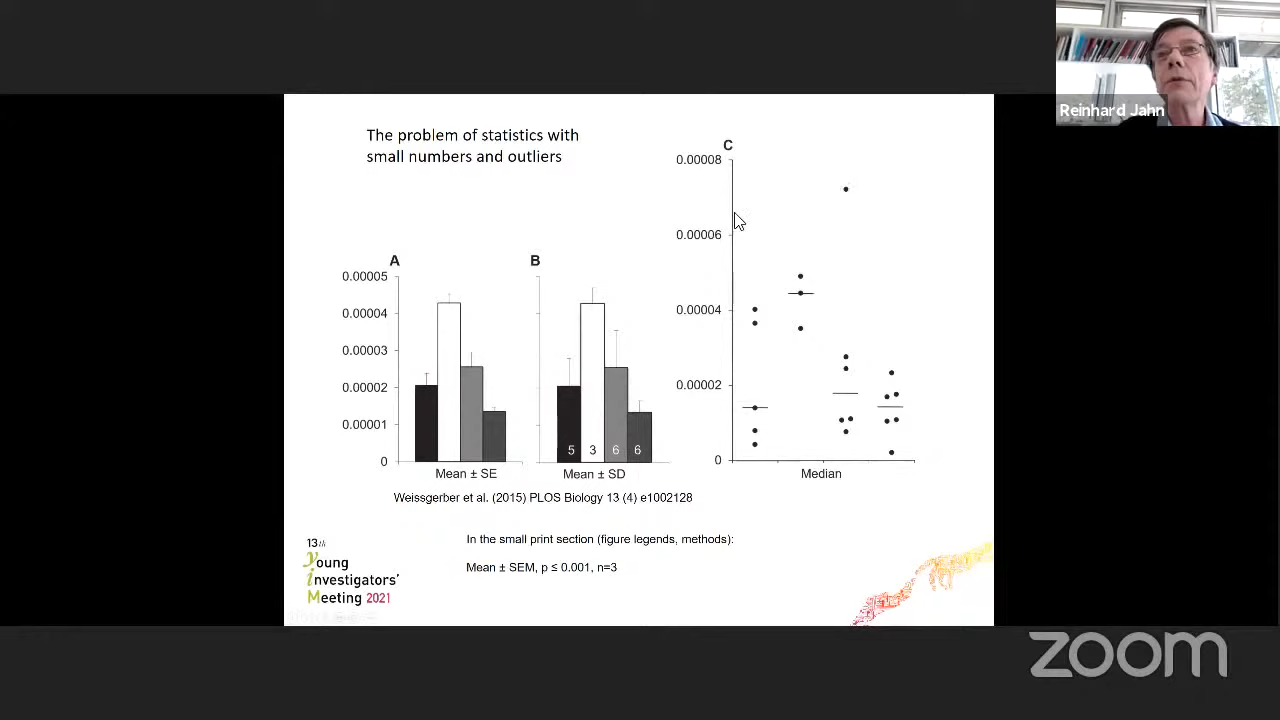 Reinhard Jahn
The problem of statistics with
small numbers and outliers
A
0.00005
0.00004
0.00003
0.00002
0.00001
0
Mean ± SE
B
5 3 6 6
Mean ± SD
C
0.00008
0.00006
0.00004
0.00002
0
Median
Weissgerber et al. (2015) PLOS Biology 13 (4) e1002128
In the small print section (figure legends, methods):
Mean ± SEM, p ≤ 0.001, n=3
13th
Young
investigators'
Meeting 2021
zoom